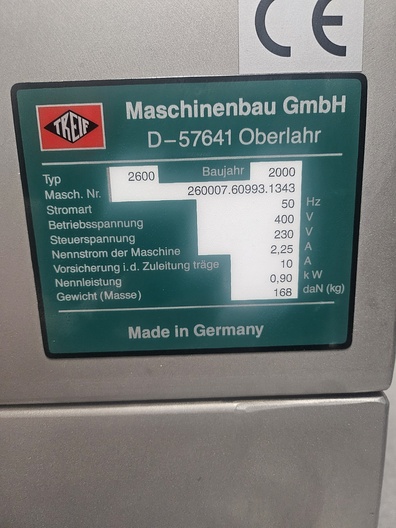 CE
TREIF
Maschinenbau GmbH
D-57641 Oberlahr
Typ 2600 Baujahr 2000
Masch. Nr. 260007.60993.1343
Stromart 50 Hz
Betriebsspannung 400 V
Steuerspannung 230 V
Nennstrom der Maschine 2,25 A
Vorsicherung i.d. Zuleitung träge 10 A
Nennleistung 0,90 kW
Gewicht (Masse) 168 daN (kg)
Made in Germany